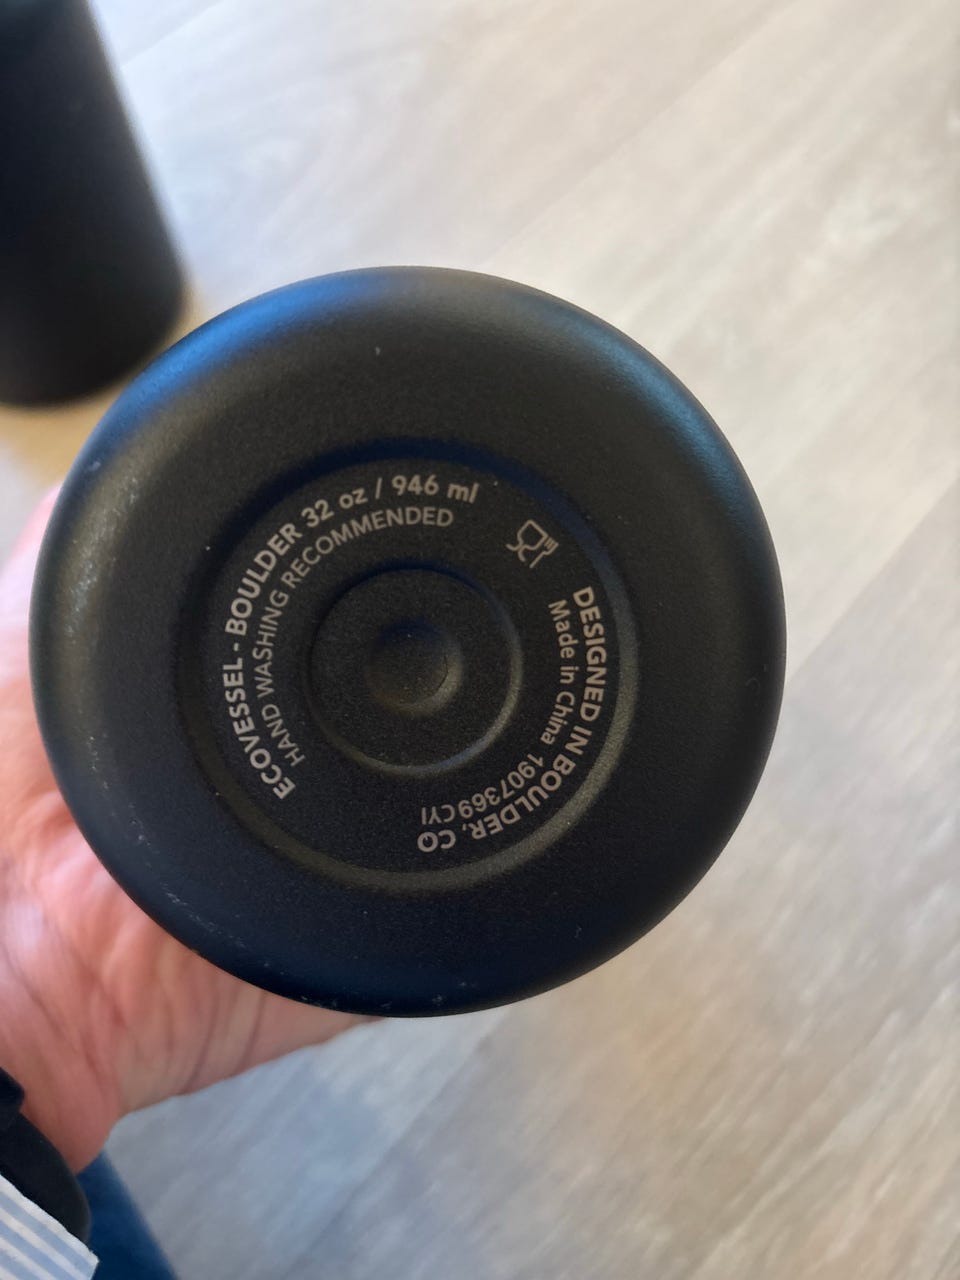 ECOVESSEL - BOULDER 32 oz / 946 ml
HAND WASHING RECOMMENDED
DESIGNED IN BOULDER, CO
Made in China 1907369CYI